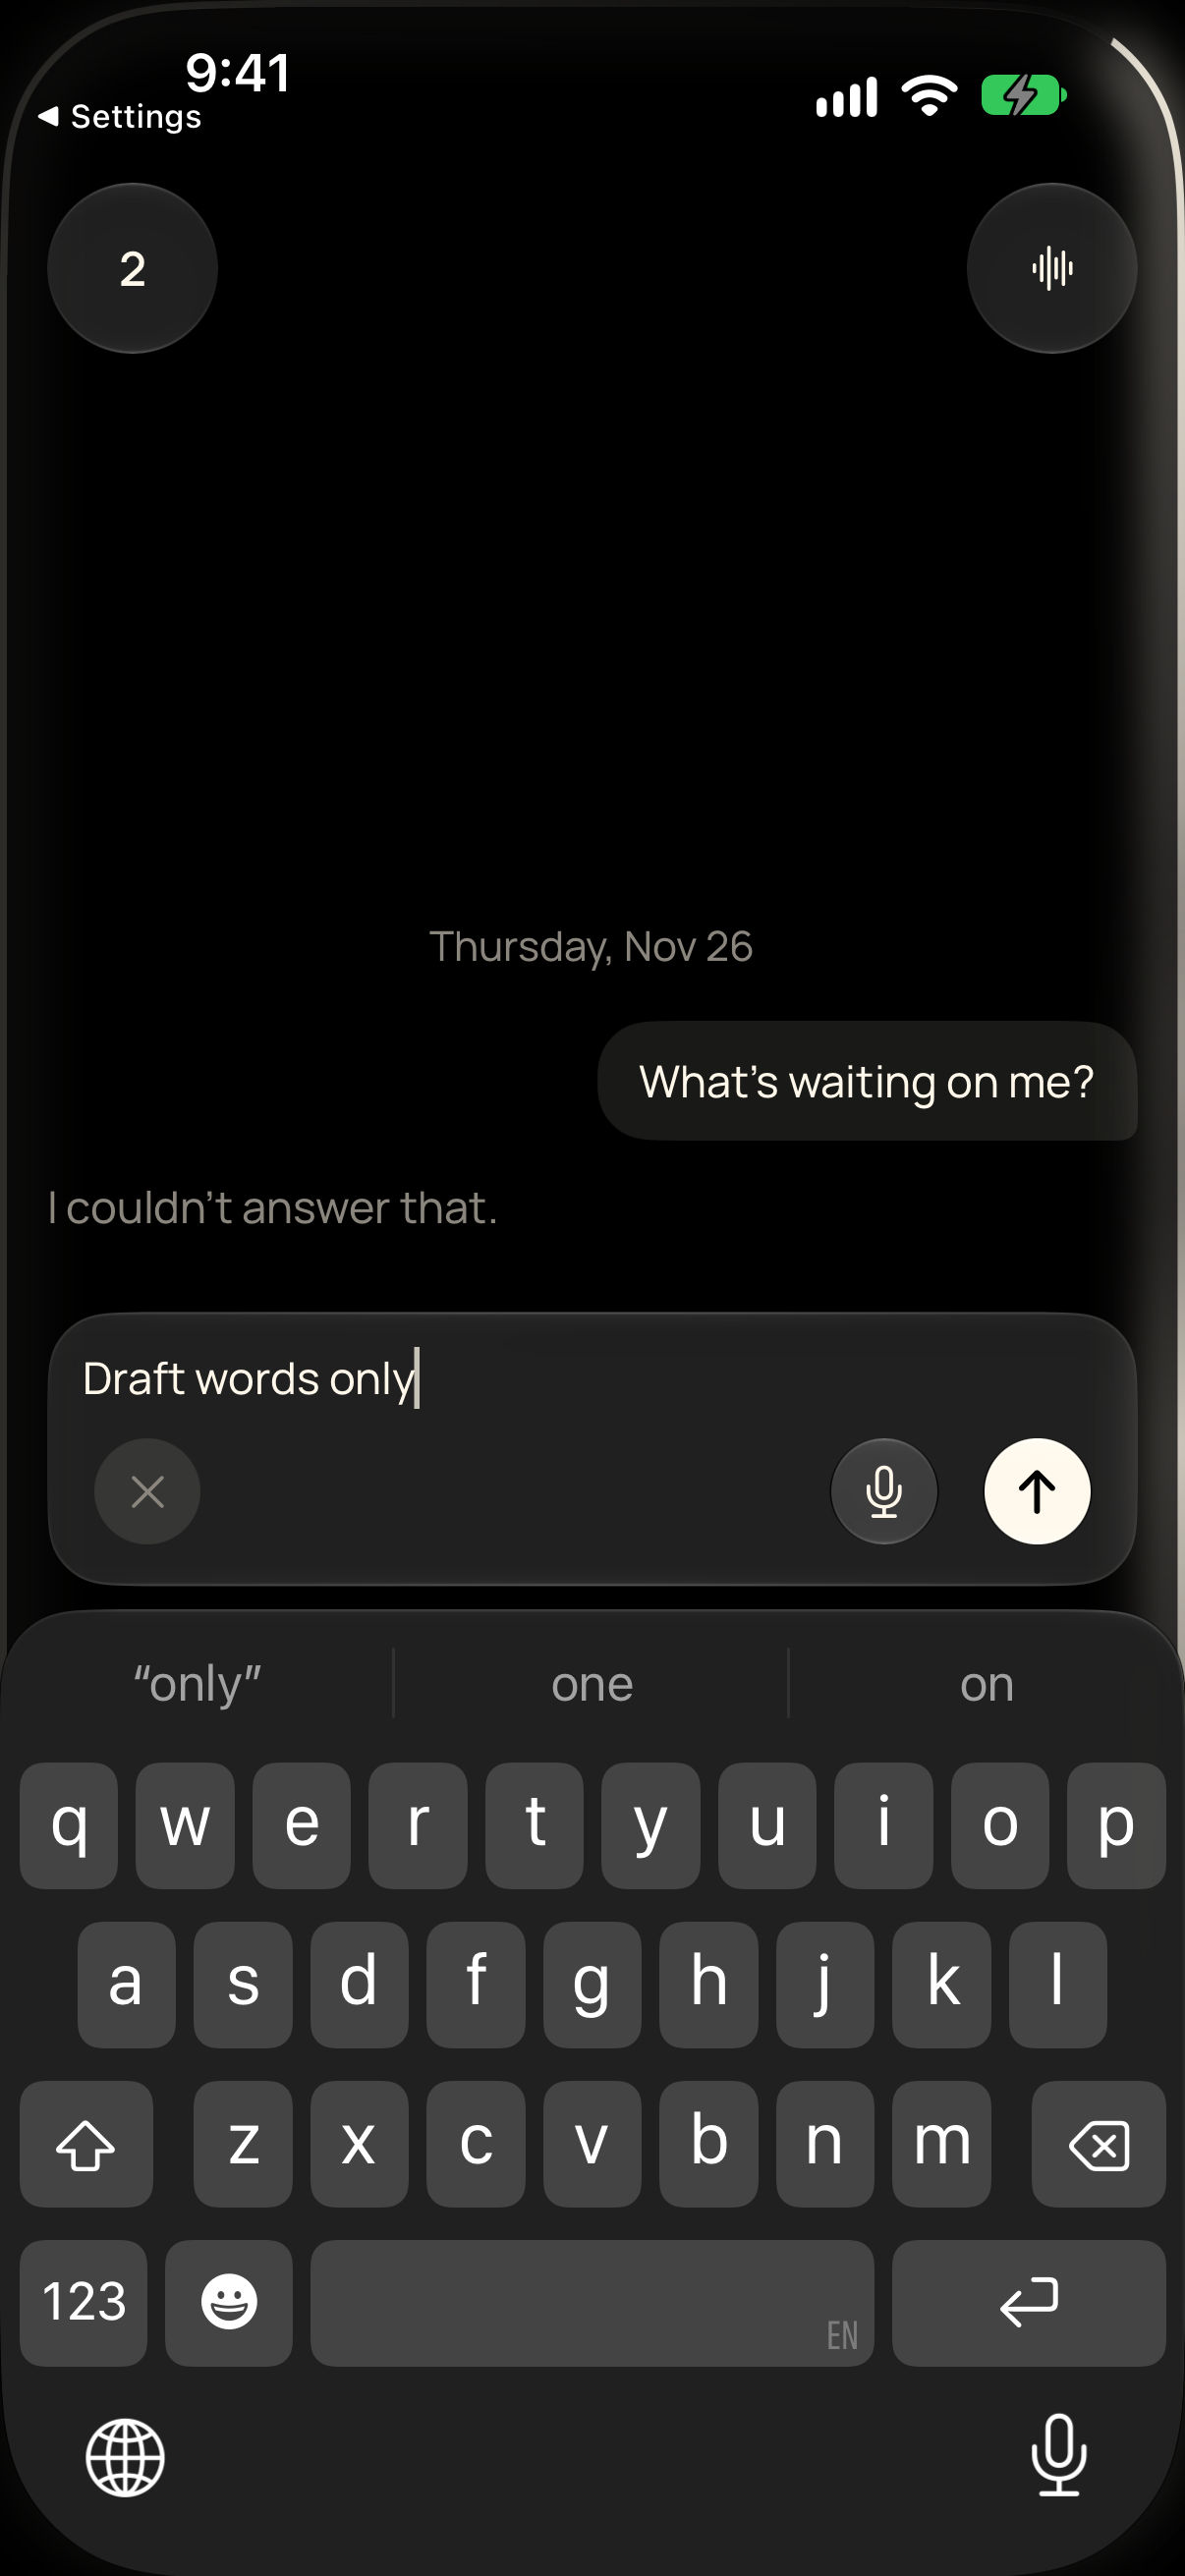 9:41
Settings
2
Thursday, Nov 26
What’s waiting on me?
I couldn’t answer that.
Draft words only
“only” one on
q w e r t y u i o p
a s d f g h j k l
z x c v b n m
123
EN